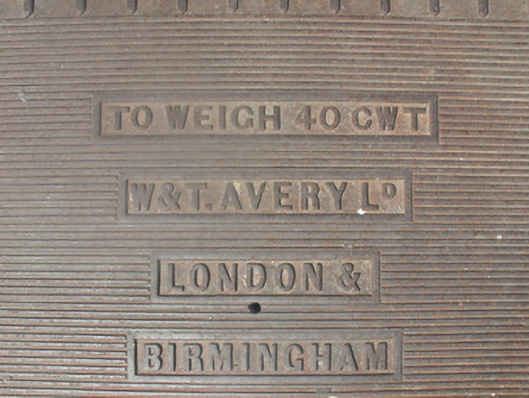 TO WEIGH 40 CWT
W&T. AVERY LD
LONDON &
BIRMINGHAM